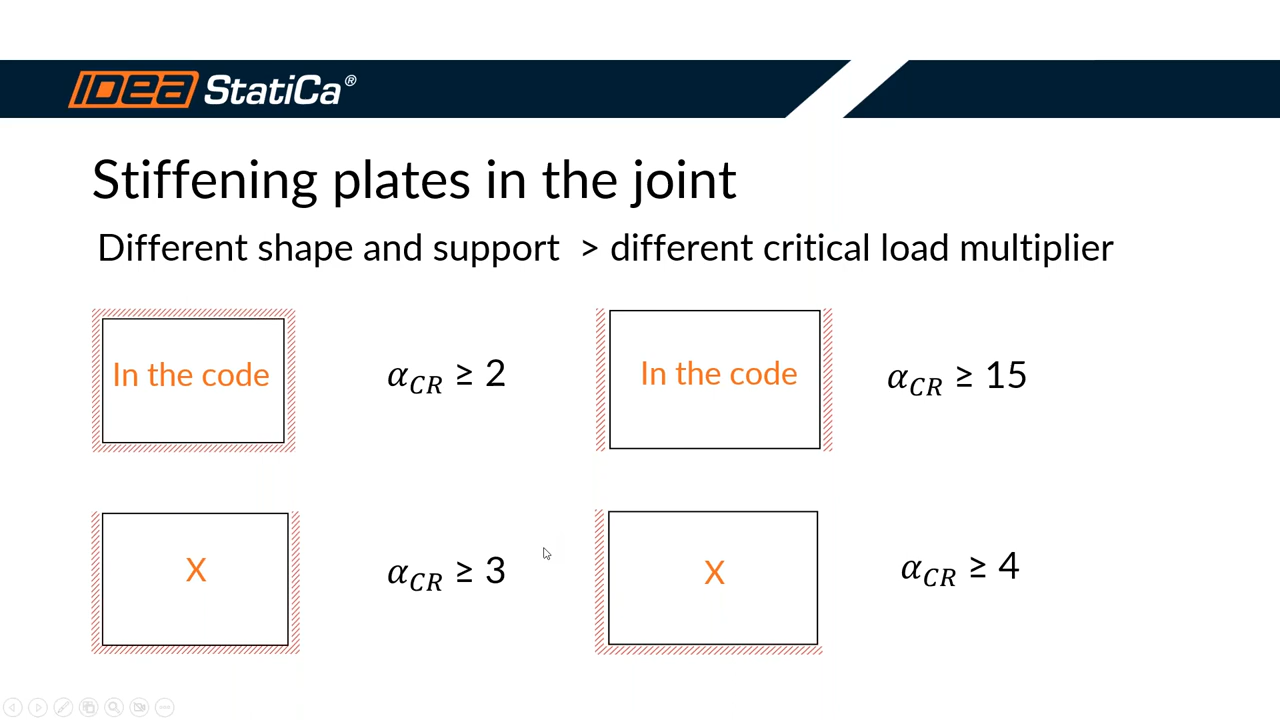 IDEA StatiCa®
Stiffening plates in the joint
Different shape and support > different critical load multiplier
In the code
α_CR ≥ 2
In the code
α_CR ≥ 15
X
α_CR ≥ 3
X
α_CR ≥ 4